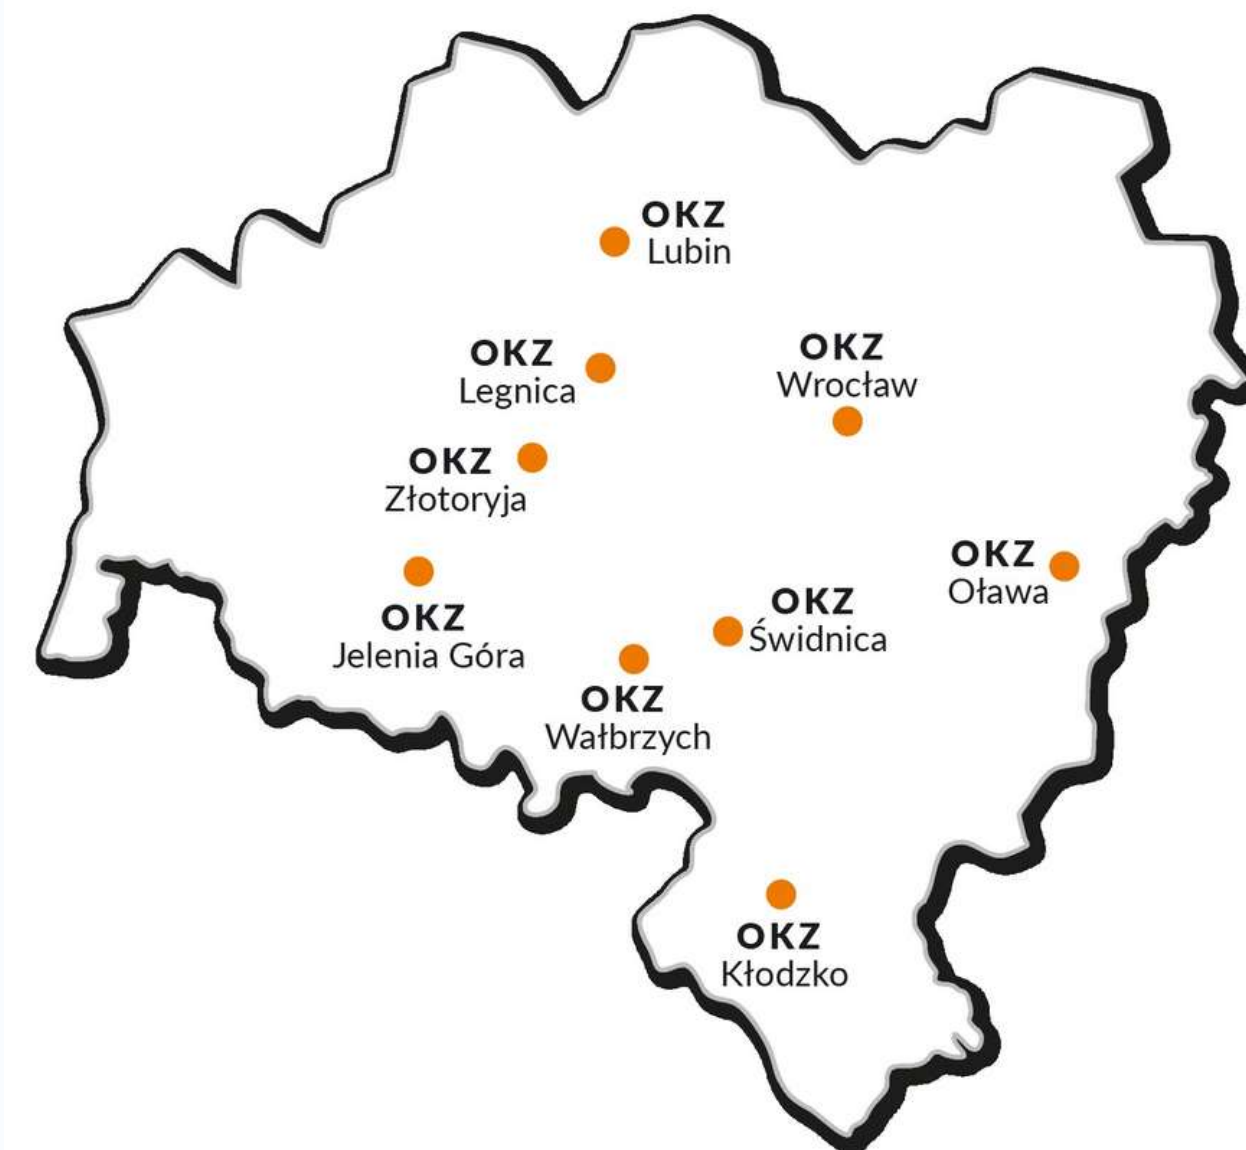 OKZ
Lubin
OKZ
Legnica
OKZ
Wrocław
OKZ
Złotoryja
OKZ
Oława
OKZ
Jelenia Góra
OKZ
Świdnica
OKZ
Wałbrzych
OKZ
Kłodzko